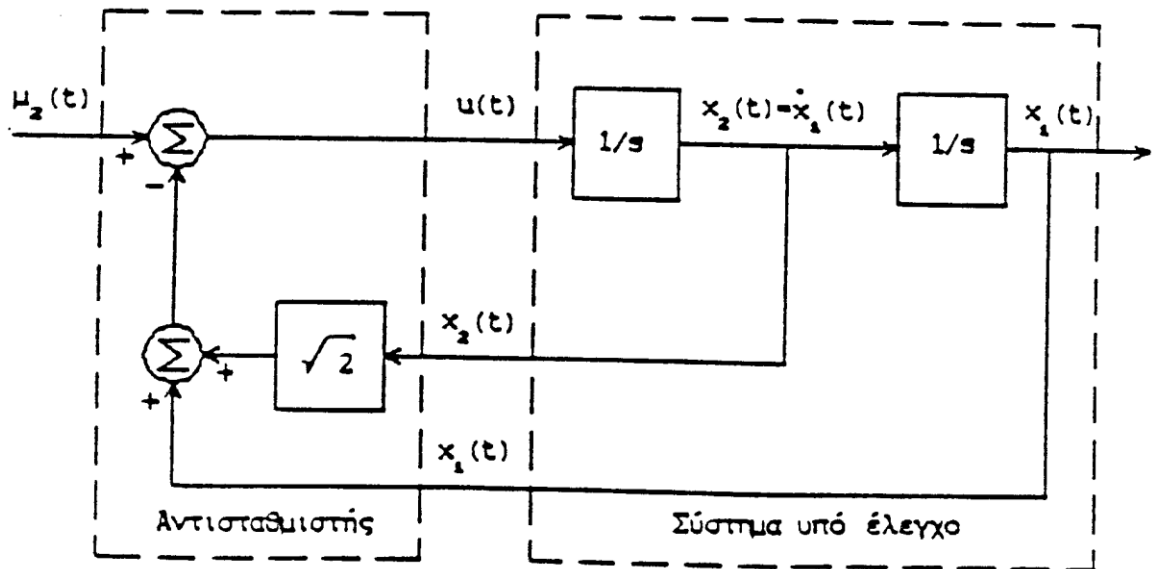 μ₂(t)
+
Σ
−
u(t)
1/s
x₂(t)=ẋ₁(t)
1/s
x₁(t)
Σ
+
+
√2
x₂(t)
x₁(t)
Αντισταθμιστής
Σύστημα υπό έλεγχο